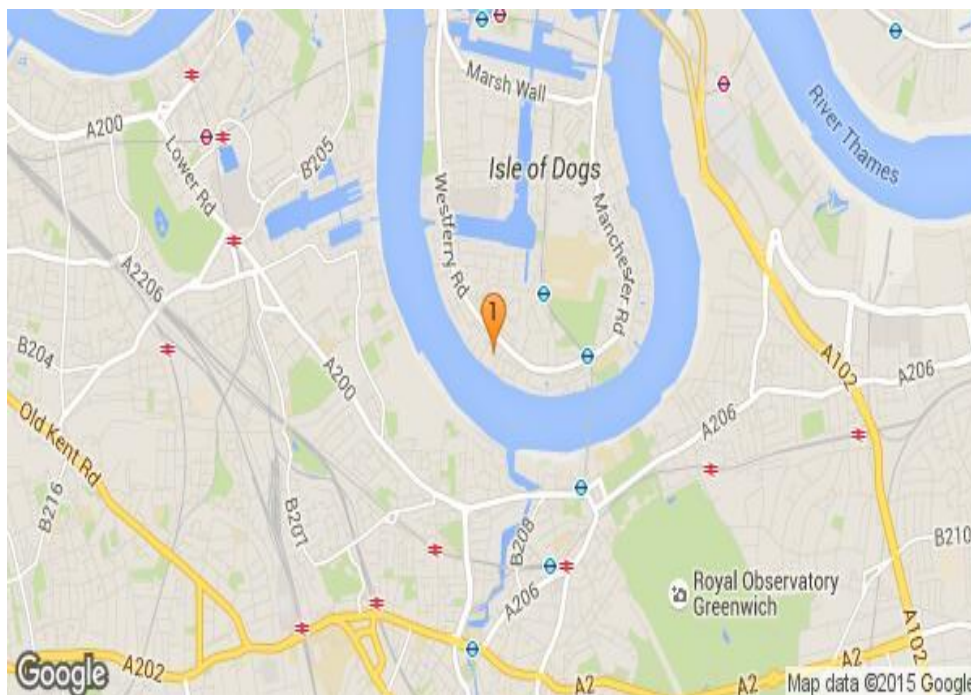 Marsh Wall
River Thames
A200
Lower Rd
B205
Isle of Dogs
Westferry Rd
Manchester Rd
A2206
1
B204
A200
A102
A206
A206
Old Kent Rd
B216
B201
B208
B210
A206
Royal Observatory
Greenwich
A102
A202
A2
A2
Google
Map data ©2015 Google